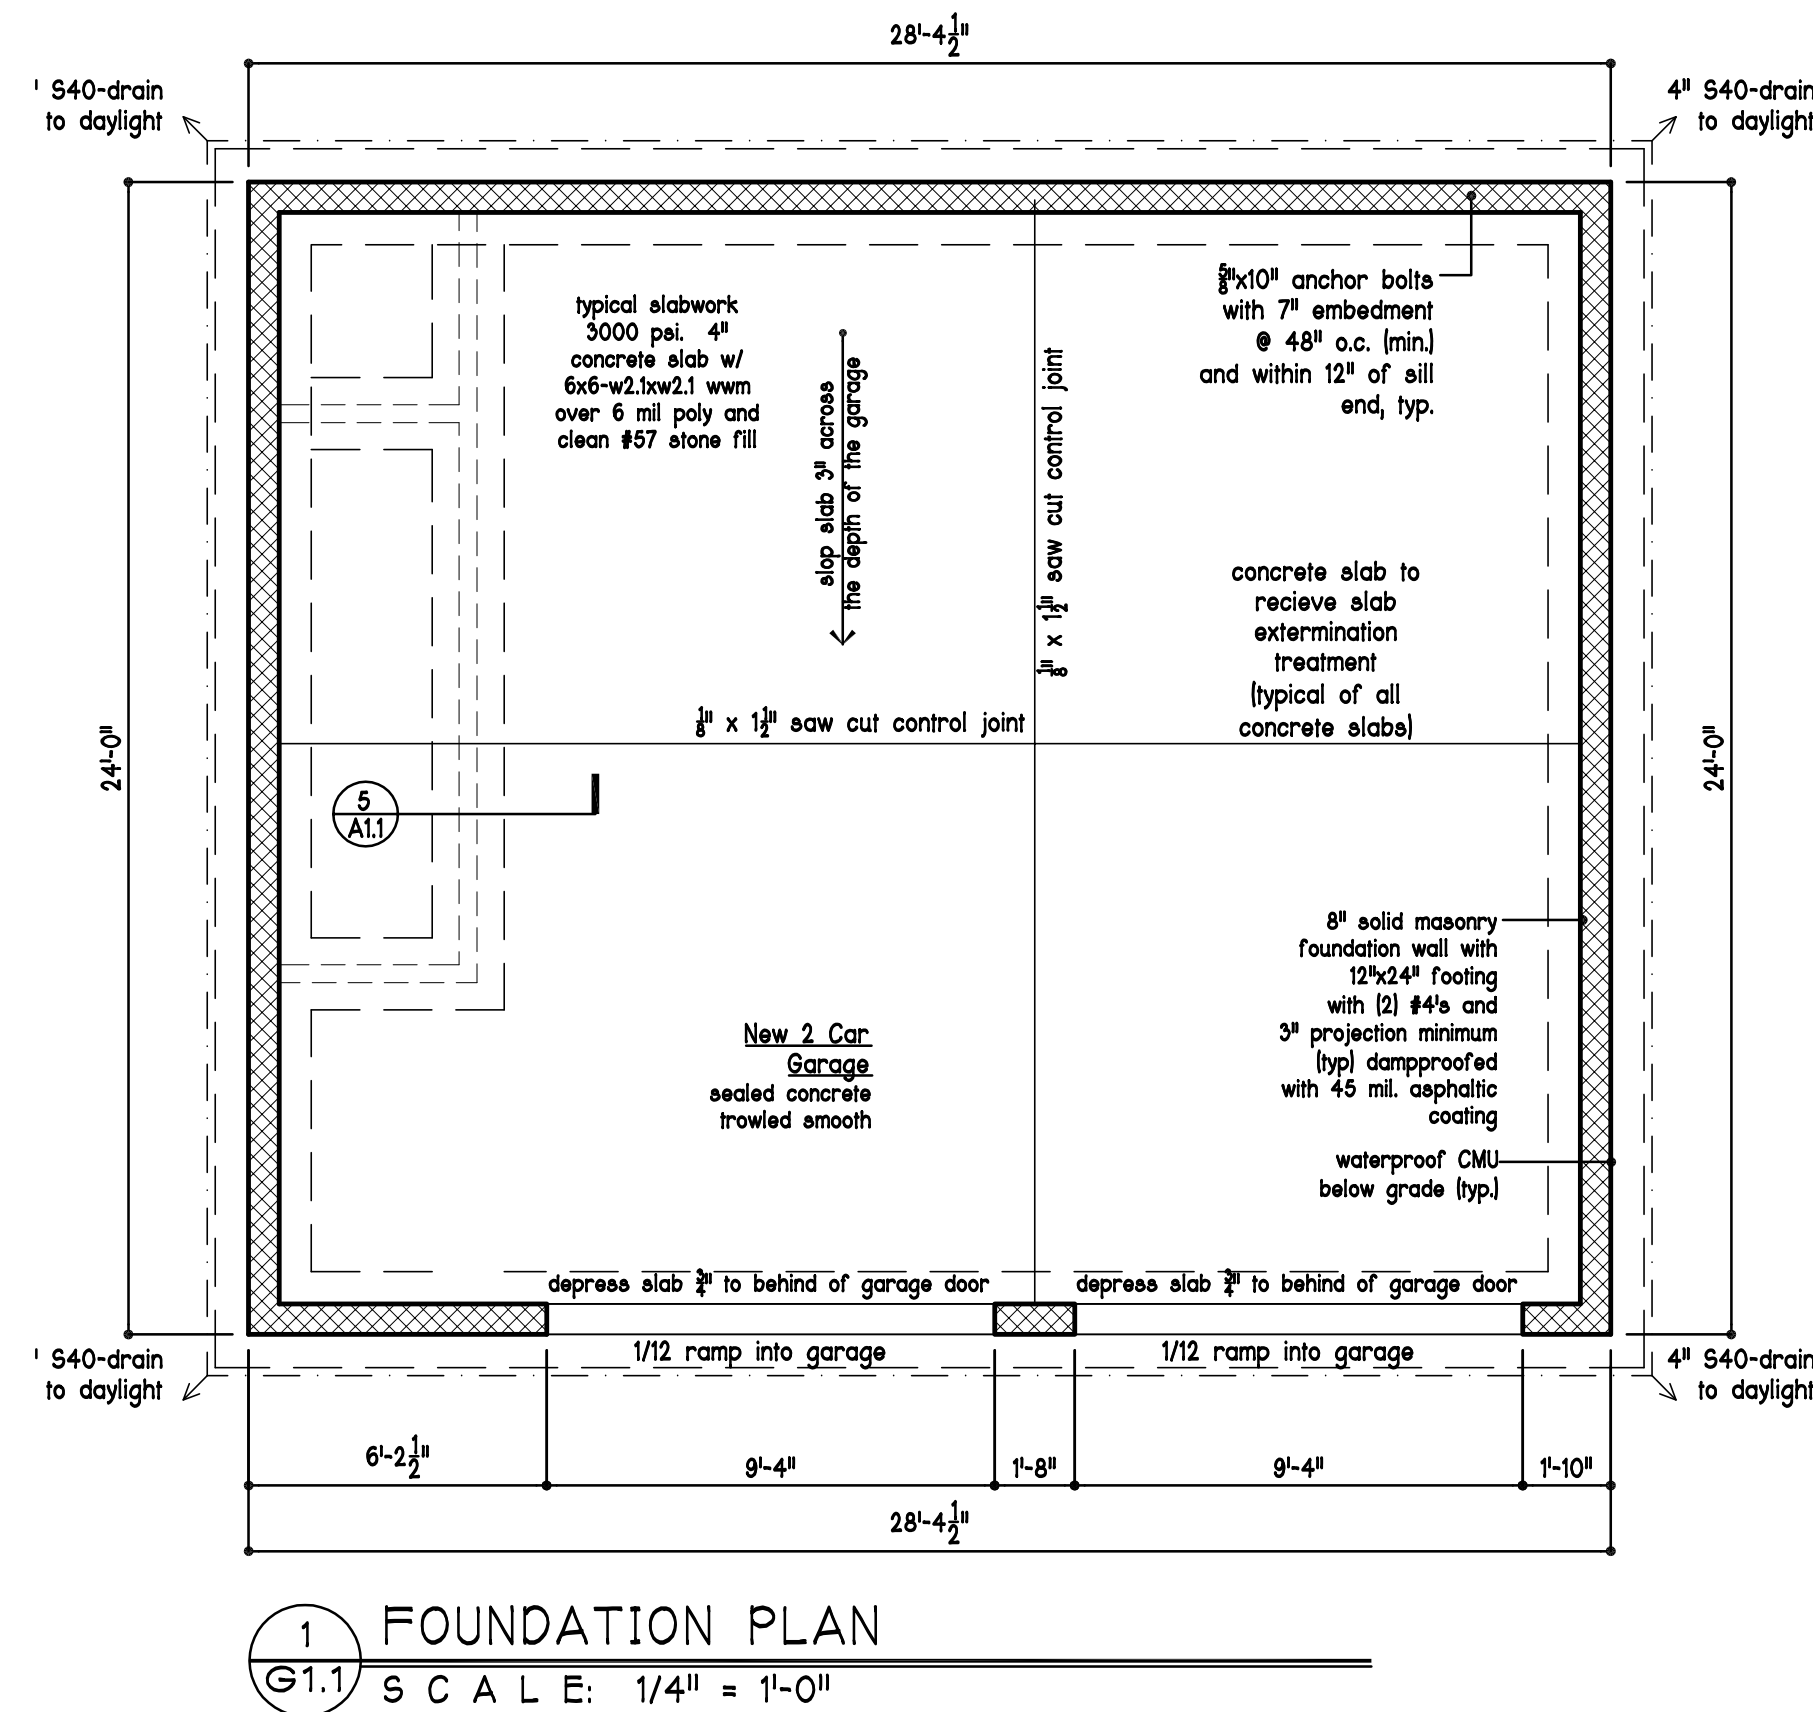 28'-4 1/2"
' S40-drain
to daylight
4" S40-drain
to daylight
typical slabwork
3000 psi. 4"
concrete slab w/
6x6-w2.1xw2.1 wwm
over 6 mil poly and
clean #57 stone fill
slop slab 3" across
the depth of the garage
1/8" x 1 1/2" saw cut control joint
5/8"x10" anchor bolts
with 7" embedment
@ 48" o.c. (min.)
and within 12" of sill
end, typ.
concrete slab to
recieve slab
extermination
treatment
(typical of all
concrete slabs)
1/8" x 1 1/2" saw cut control joint
24'-0"
24'-0"
5
A1.1
8" solid masonry
foundation wall with
12"x24" footing
with (2) #4's and
3" projection minimum
(typ) dampproofed
with 45 mil. asphaltic
coating
New 2 Car
Garage
sealed concrete
trowled smooth
waterproof CMU
below grade (typ.)
depress slab 3/4" to behind of garage door
depress slab 3/4" to behind of garage door
1/12 ramp into garage
1/12 ramp into garage
' S40-drain
to daylight
4" S40-drain
to daylight
6'-2 1/2"
9'-4"
1'-8"
9'-4"
1'-10"
28'-4 1/2"
1
G1.1
FOUNDATION PLAN
SCALE: 1/4" = 1'-0"